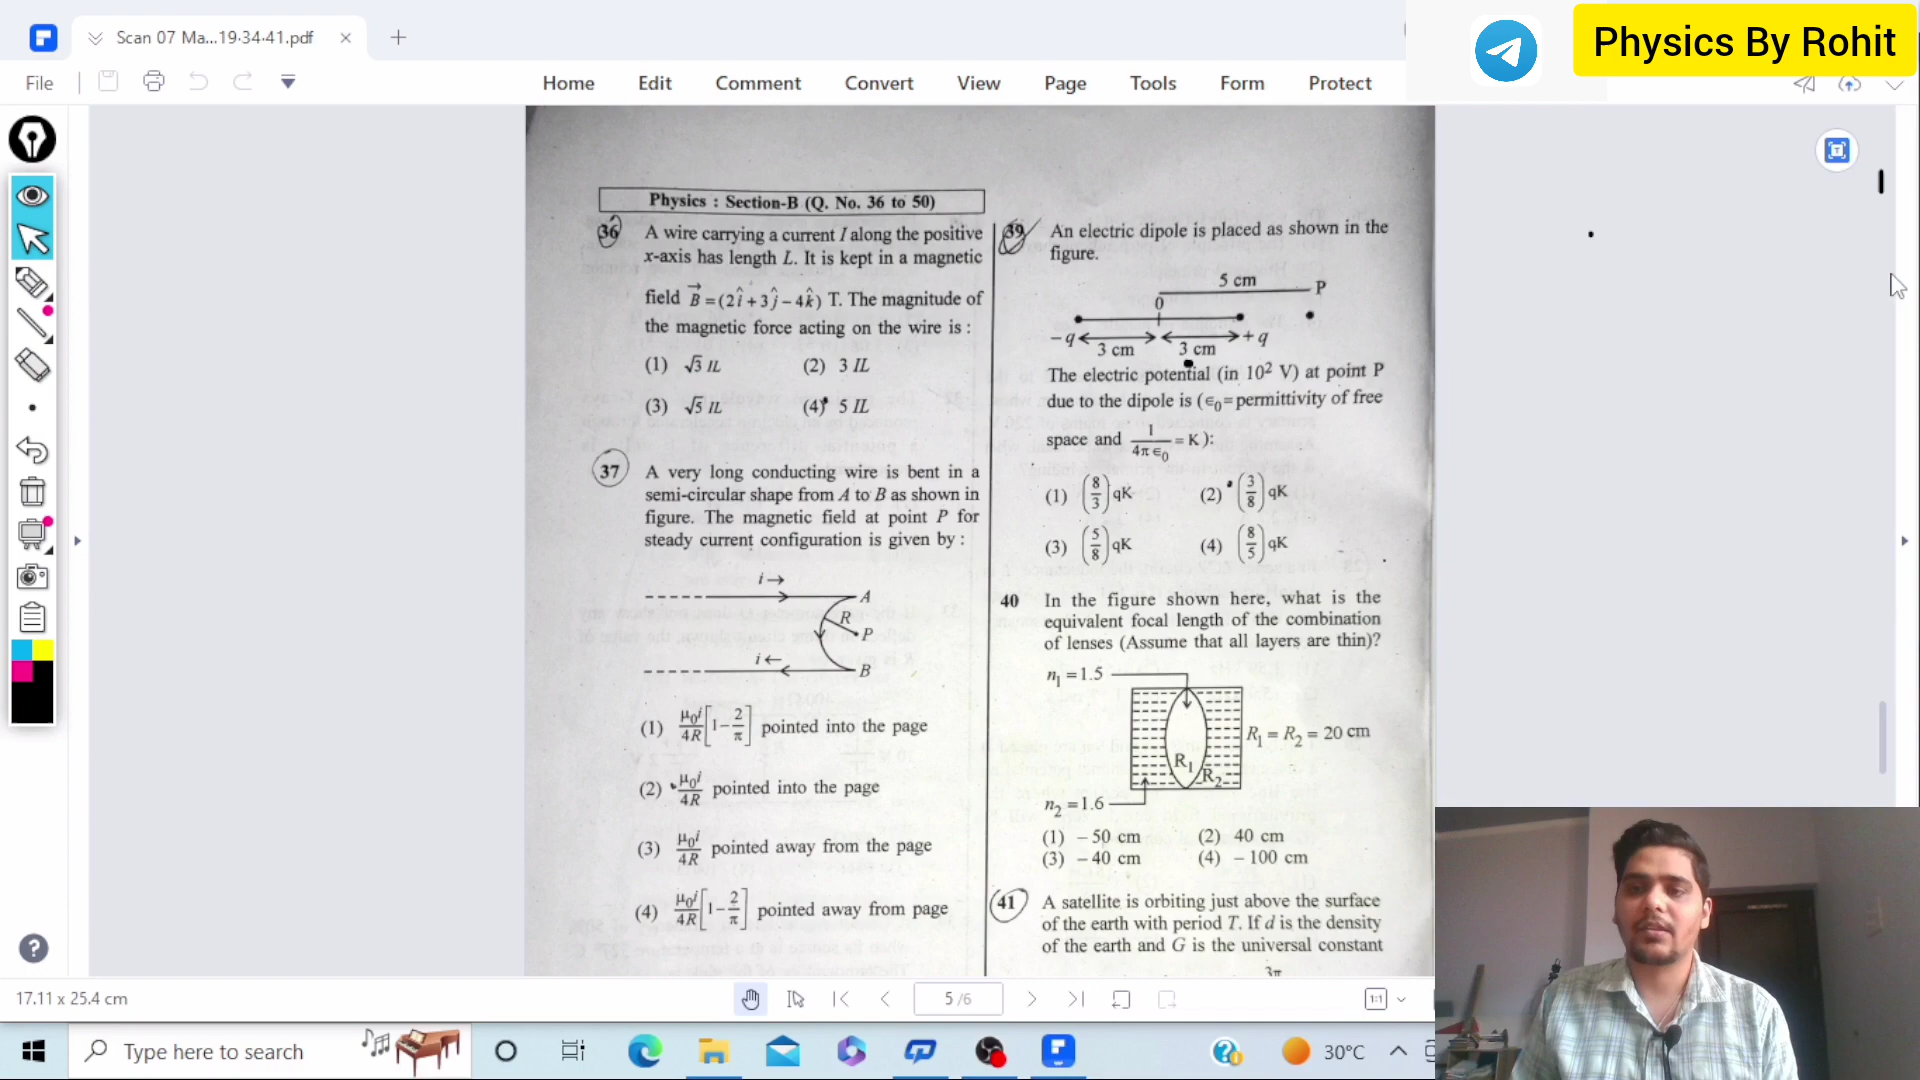 Scan 07 Ma...19·34·41.pdf
Physics By Rohit
File
Home Edit Comment Convert View Page Tools Form Protect
Physics : Section-B (Q. No. 36 to 50)
36 A wire carrying a current I along the positive
x-axis has length L. It is kept in a magnetic
field B⃗ = (2î + 3ĵ − 4k̂) T. The magnitude of
the magnetic force acting on the wire is :
(1) √3 IL (2) 3 IL
(3) √5 IL (4) 5 IL
37 A very long conducting wire is bent in a
semi-circular shape from A to B as shown in
figure. The magnetic field at point P for
steady current configuration is given by :
i→
A
R
P
i←
B
(1) μ₀i/4R [1 − 2/π] pointed into the page
(2) μ₀i/4R pointed into the page
(3) μ₀i/4R pointed away from the page
(4) μ₀i/4R [1 − 2/π] pointed away from page
39 An electric dipole is placed as shown in the
figure.
5 cm P
0
−q +q
3 cm 3 cm
The electric potential (in 10² V) at point P
due to the dipole is (ϵ₀ = permittivity of free
space and 1/4πϵ₀ = K):
(1) (8/3) qK (2) (3/8) qK
(3) (5/8) qK (4) (8/5) qK
40 In the figure shown here, what is the
equivalent focal length of the combination
of lenses (Assume that all layers are thin)?
n₁ = 1.5
R₁ = R₂ = 20 cm
R₁
R₂
n₂ = 1.6
(1) − 50 cm (2) 40 cm
(3) − 40 cm (4) − 100 cm
41 A satellite is orbiting just above the surface
of the earth with period T. If d is the density
of the earth and G is the universal constant
3π
17.11 x 25.4 cm
5 /6
1:1
Type here to search
30°C